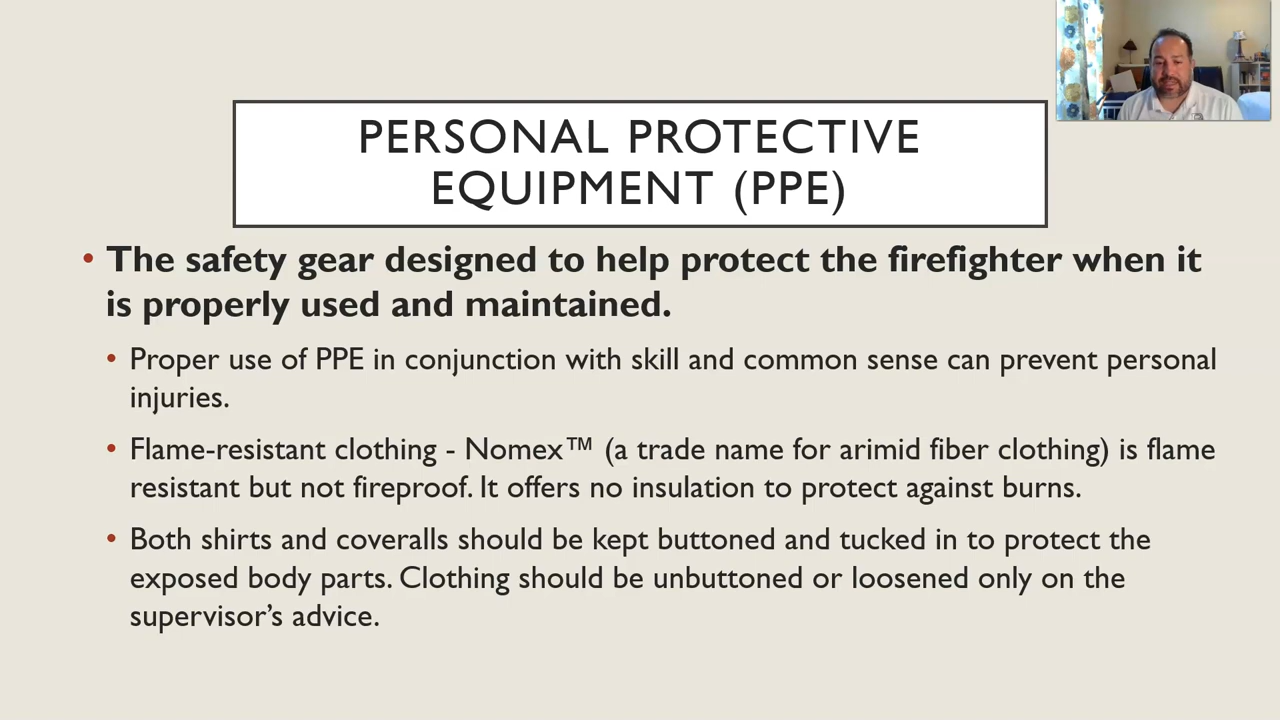 PERSONAL PROTECTIVE
EQUIPMENT (PPE)
• The safety gear designed to help protect the firefighter when it
is properly used and maintained.
• Proper use of PPE in conjunction with skill and common sense can prevent personal
injuries.
• Flame-resistant clothing - Nomex™ (a trade name for arimid fiber clothing) is flame
resistant but not fireproof. It offers no insulation to protect against burns.
• Both shirts and coveralls should be kept buttoned and tucked in to protect the
exposed body parts. Clothing should be unbuttoned or loosened only on the
supervisor’s advice.